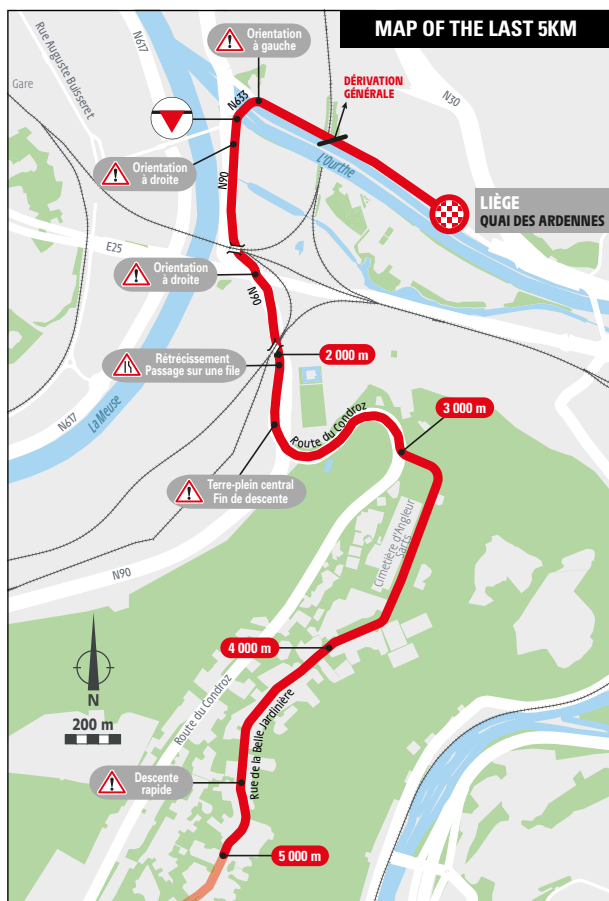 MAP OF THE LAST 5KM
Rue Auguste Buisseret
N617
Orientation
à gauche
Gare
N30
DÉRIVATION
GÉNÉRALE
N633
Orientation
à droite
L'Ourthe
N90
LIÈGE
QUAI DES ARDENNES
E25
Orientation
à droite
N90
2 000 m
Rétrécissement
Passage sur une file
La Meuse
N617
3 000 m
Route du Condroz
Terre-plein central
Fin de descente
Cimetière d'Angleur
Sarts
N90
4 000 m
N
200 m
Route du Condroz
Rue de la Belle Jardinière
Descente
rapide
5 000 m